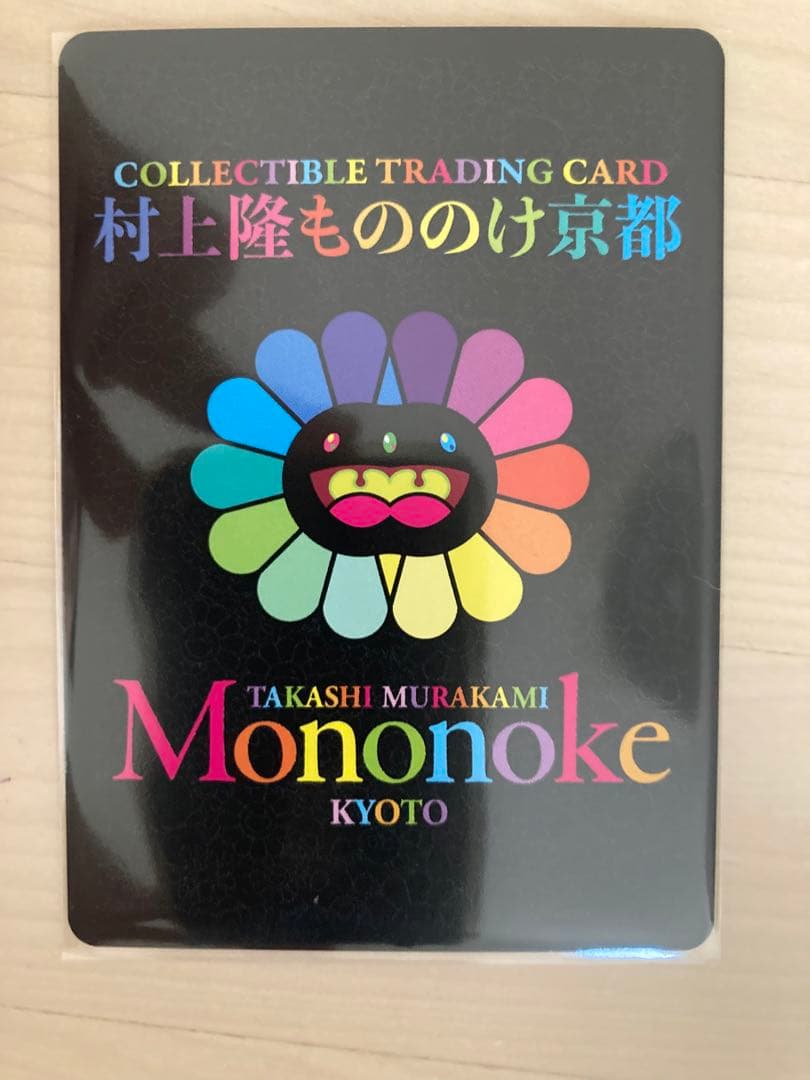 COLLECTIBLE TRADING CARD
村上隆もののけ京都
TAKASHI MURAKAMI
Mononoke
KYOTO